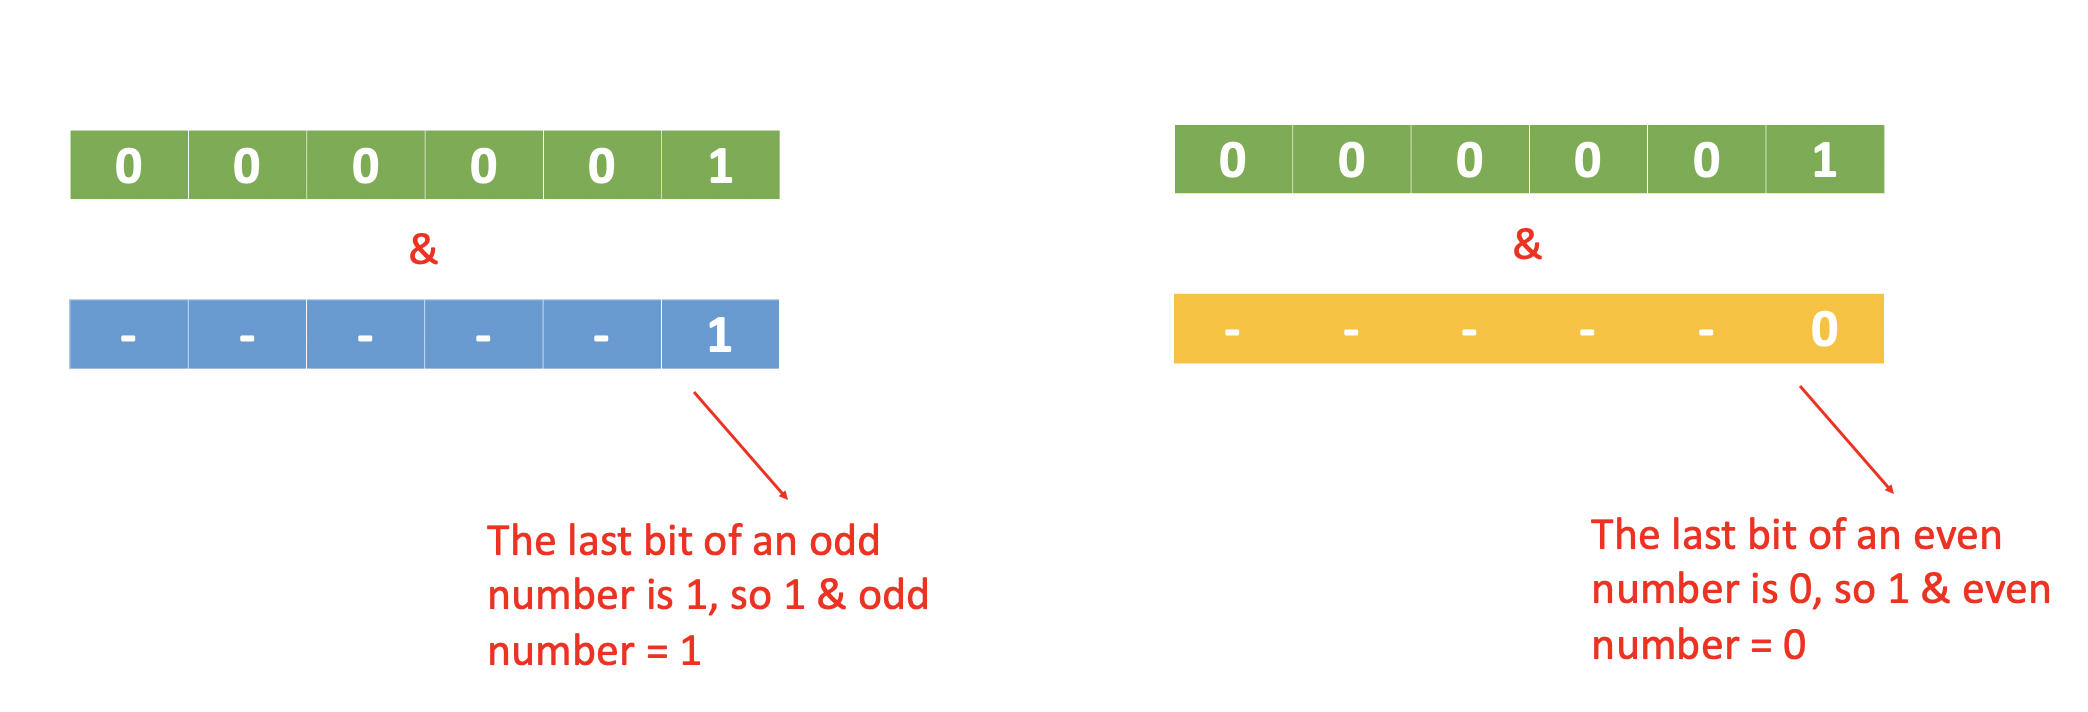 0 0 0 0 0 1
&
- - - - - 1
The last bit of an odd
number is 1, so 1 & odd
number = 1
0 0 0 0 0 1
&
- - - - - 0
The last bit of an even
number is 0, so 1 & even
number = 0